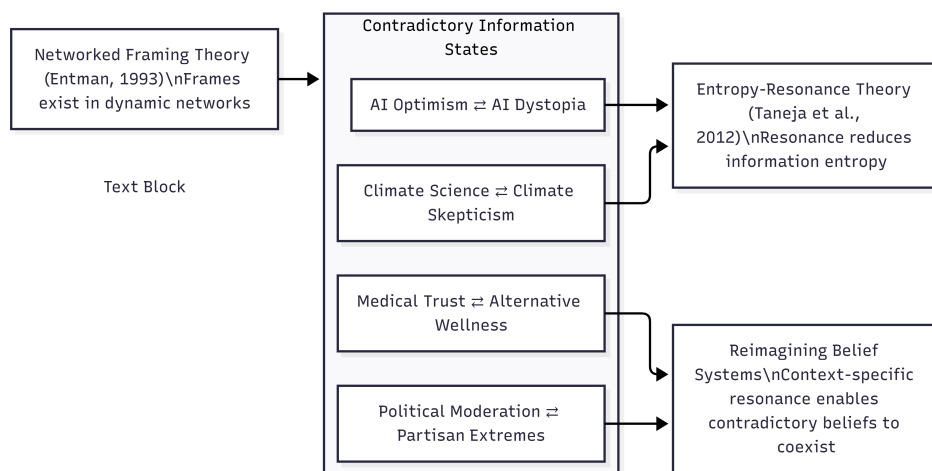 Networked Framing Theory
(Entman, 1993)\nFrames
exist in dynamic networks
Text Block
Contradictory Information
States
AI Optimism ⇄ AI Dystopia
Climate Science ⇄ Climate
Skepticism
Medical Trust ⇄ Alternative
Wellness
Political Moderation ⇄
Partisan Extremes
Entropy-Resonance Theory
(Taneja et al.,
2012)\nResonance reduces
information entropy
Reimagining Belief
Systems\nContext-specific
resonance enables
contradictory beliefs to
coexist